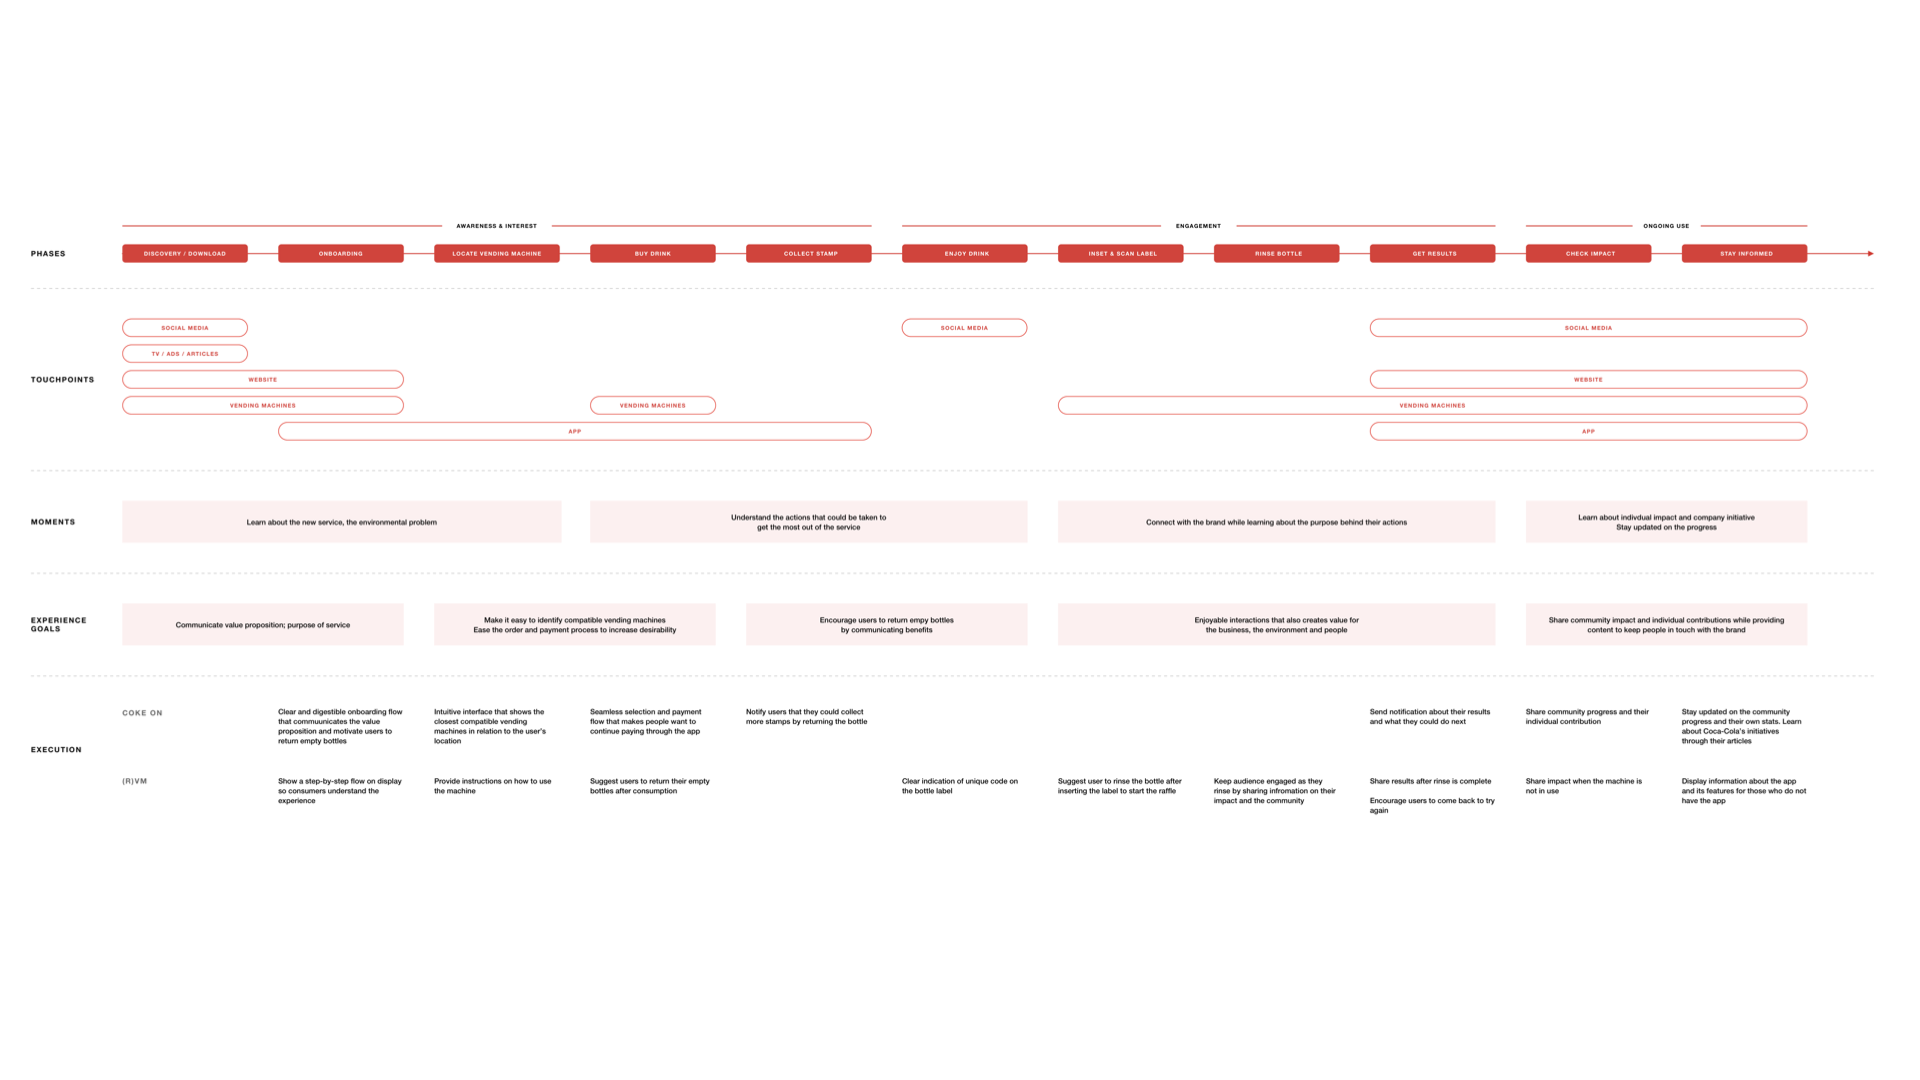 AWARENESS & INTEREST
ENGAGEMENT
ONGOING USE
PHASES
DISCOVERY / DOWNLOAD
ONBOARDING
LOCATE VENDING MACHINE
BUY DRINK
COLLECT STAMP
ENJOY DRINK
INSET & SCAN LABEL
RINSE BOTTLE
GET RESULTS
CHECK IMPACT
STAY INFORMED
TOUCHPOINTS
SOCIAL MEDIA
SOCIAL MEDIA
SOCIAL MEDIA
TV / ADS / ARTICLES
WEBSITE
WEBSITE
VENDING MACHINES
VENDING MACHINES
VENDING MACHINES
APP
APP
MOMENTS
Learn about the new service, the environmental problem
Understand the actions that could be taken to
get the most out of the service
Connect with the brand while learning about the purpose behind their actions
Learn about indivdual impact and company initiative
Stay updated on the progress
EXPERIENCE
GOALS
Communicate value proposition; purpose of service
Make it easy to identify compatible vending machines
Ease the order and payment process to increase desirability
Encourage users to return empy bottles
by communicating benefits
Enjoyable interactions that also creates value for
the business, the environment and people
Share community impact and individual contributions while providing
content to keep people in touch with the brand
EXECUTION
COKE ON
Clear and digestible onboarding flow
that commuunicates the value
proposition and motivate users to
return empty bottles
Intuitive interface that shows the
closest compatible vending
machines in relation to the user's
location
Seamless selection and payment
flow that makes people want to
continue paying through the app
Notify users that they could collect
more stamps by returning the bottle
Send notification about their results
and what they could do next
Share community progress and their
individual contribution
Stay updated on the community
progress and their own stats. Learn
about Coca-Cola's initiatives
through their articles
(R)VM
Show a step-by-step flow on display
so consumers understand the
experience
Provide instructions on how to use
the machine
Suggest users to return their empty
bottles after consumption
Clear indication of unique code on
the bottle label
Suggest user to rinse the bottle after
inserting the label to start the raffle
Keep audience engaged as they
rinse by sharing infromation on their
impact and the community
Share results after rinse is complete
Encourage users to come back to try
again
Share impact when the machine is
not in use
Display information about the app
and its features for those who do not
have the app